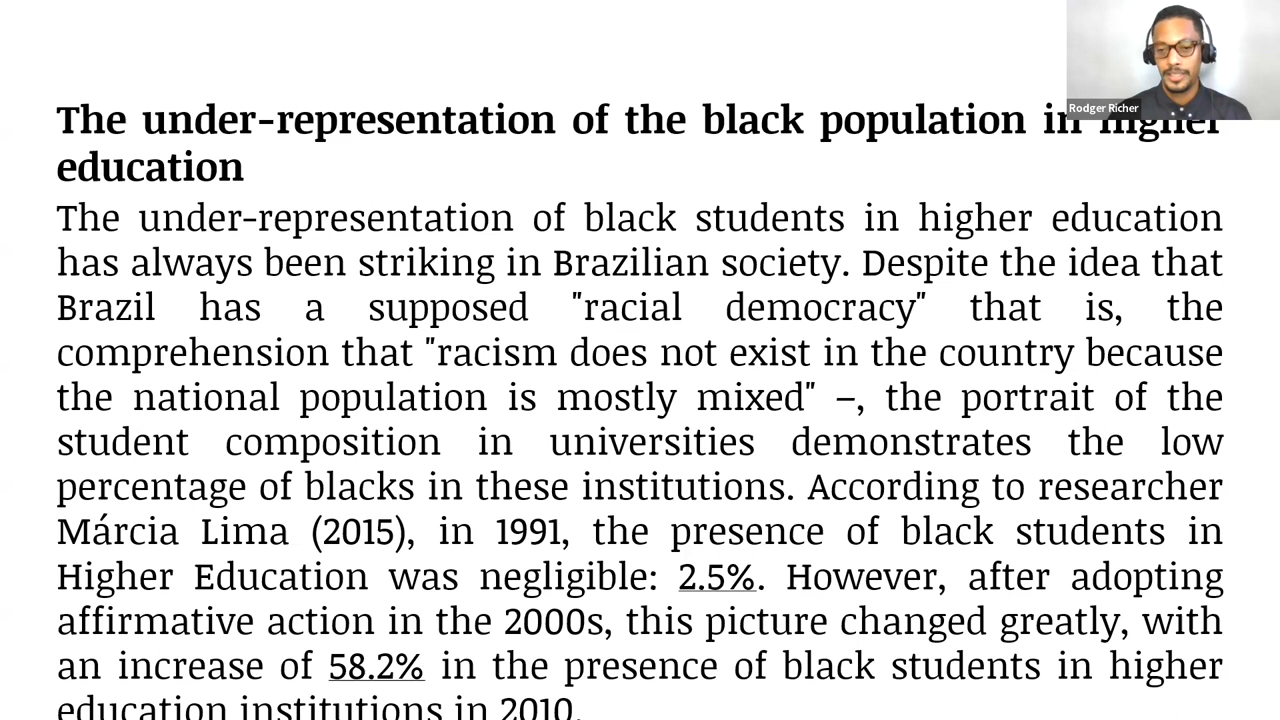 Rodger Richer
The under-representation of the black population in higher
education
The under-representation of black students in higher education
has always been striking in Brazilian society. Despite the idea that
Brazil has a supposed "racial democracy" that is, the
comprehension that "racism does not exist in the country because
the national population is mostly mixed" –, the portrait of the
student composition in universities demonstrates the low
percentage of blacks in these institutions. According to researcher
Márcia Lima (2015), in 1991, the presence of black students in
Higher Education was negligible: 2.5%. However, after adopting
affirmative action in the 2000s, this picture changed greatly, with
an increase of 58.2% in the presence of black students in higher
education institutions in 2010.